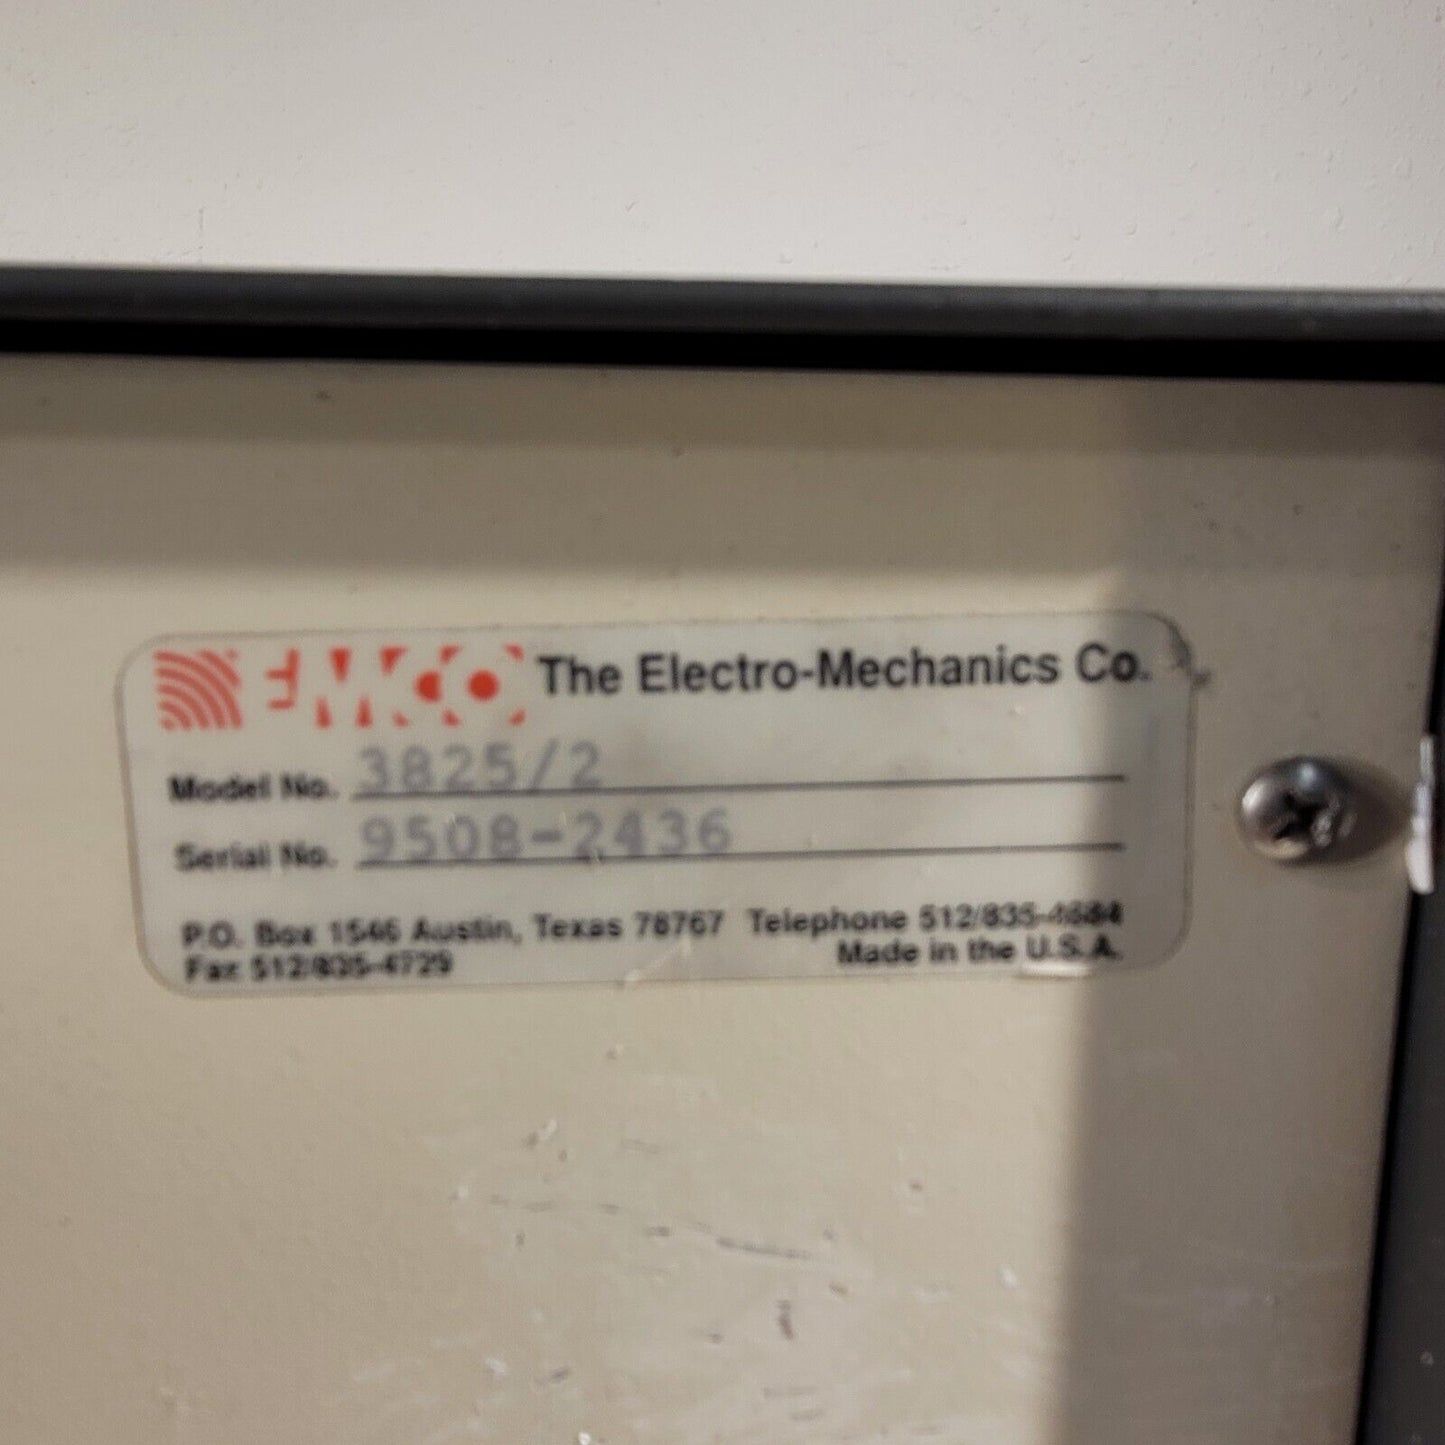 EMCO The Electro-Mechanics Co.
Model No. 3825/2
Serial No. 9508-2436
P.O. Box 1546 Austin, Texas 78767 Telephone 512/835-4684
Fax 512/835-4729 Made in the U.S.A.